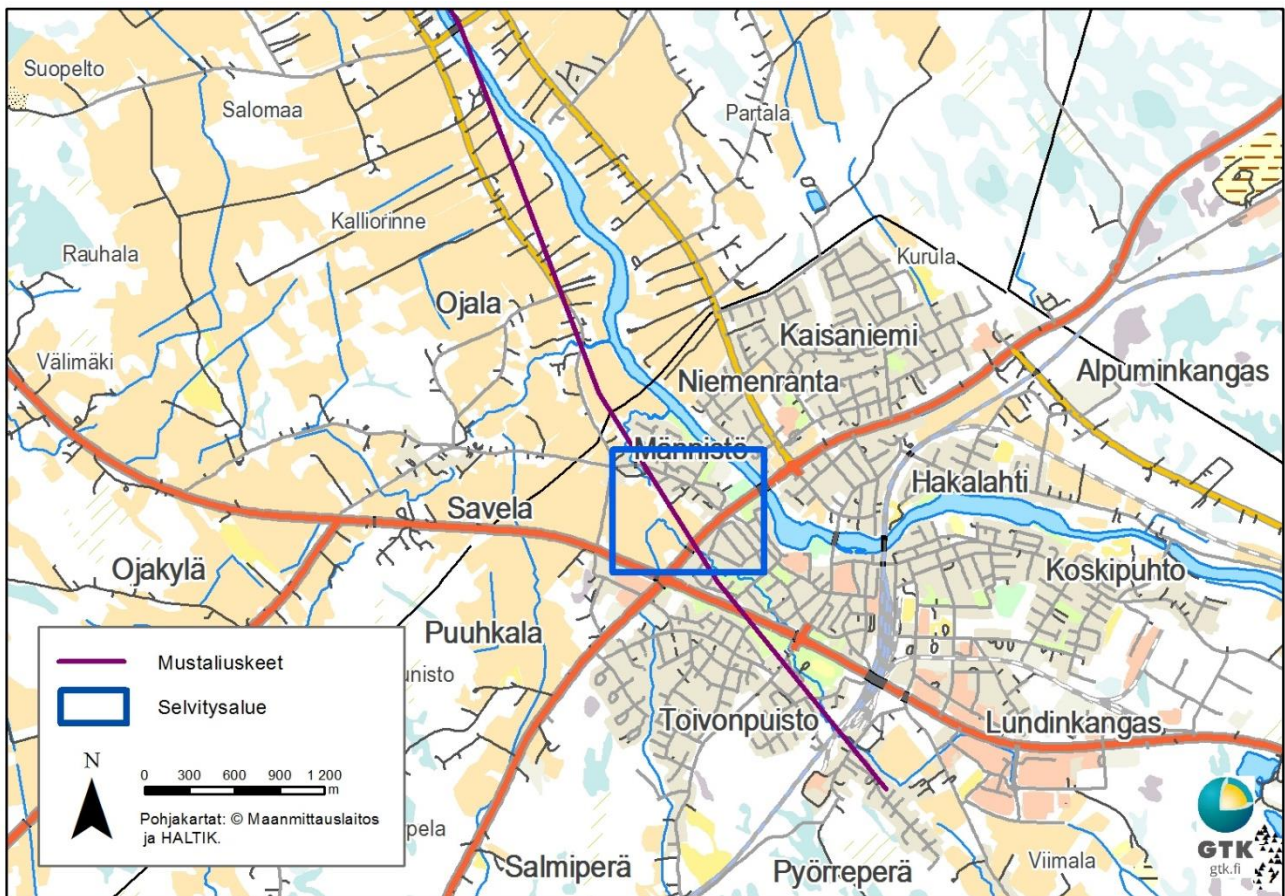 Suopelto
Salomaa
Partala
Kalliorinne
Rauhala
Kurula
Ojala
Kaisaniemi
Välimäki
Niemenranta
Alpuminkangas
Männistö
Hakalahti
Savela
Ojakylä
Koskipuhto
Puuhkala
unisto
Toivonpuisto
Lundinkangas
Mustaliuskeet
Selvitysalue
N
0 300 600 900 1 200
m
Pohjakartat: © Maanmittauslaitos
ja HALTIK.
pela
Salmiperä
Pyörreperä
Viimala
GTK
gtk.fi